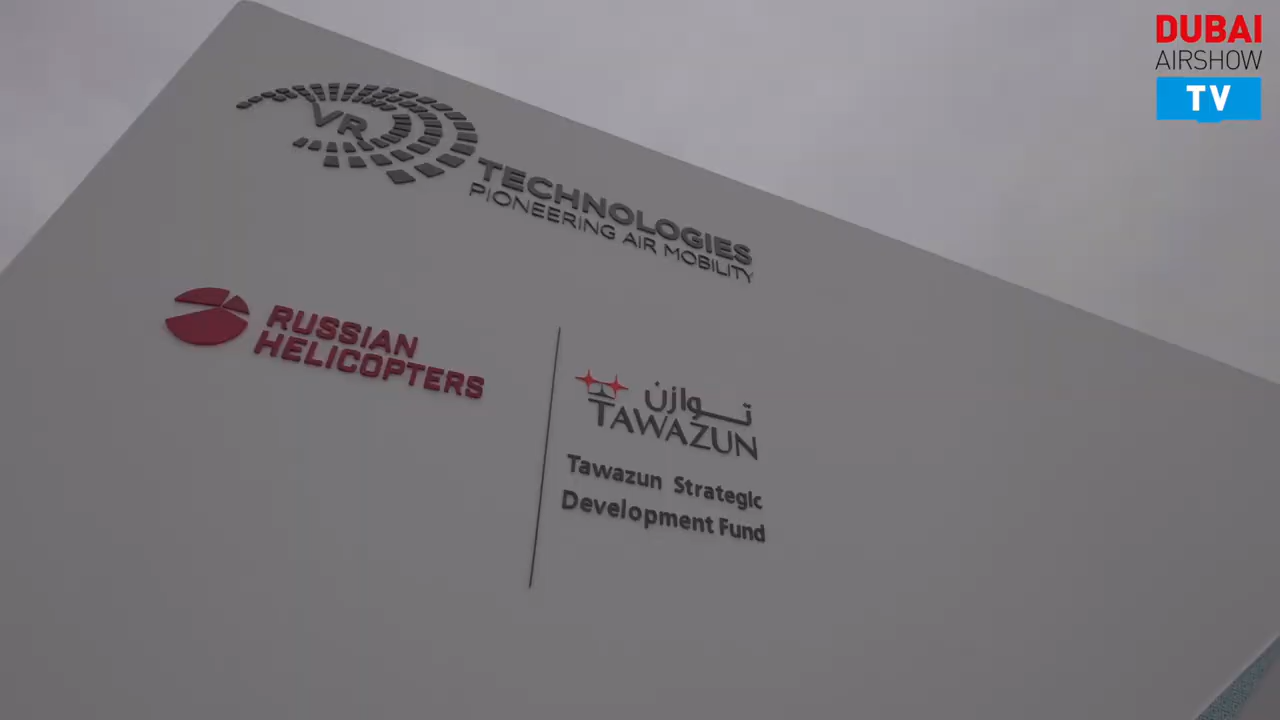 DUBAI
AIRSHOW
TV
VR
TECHNOLOGIES
PIONEERING AIR MOBILITY
RUSSIAN
HELICOPTERS
توازن
TAWAZUN
Tawazun Strategic
Development Fund